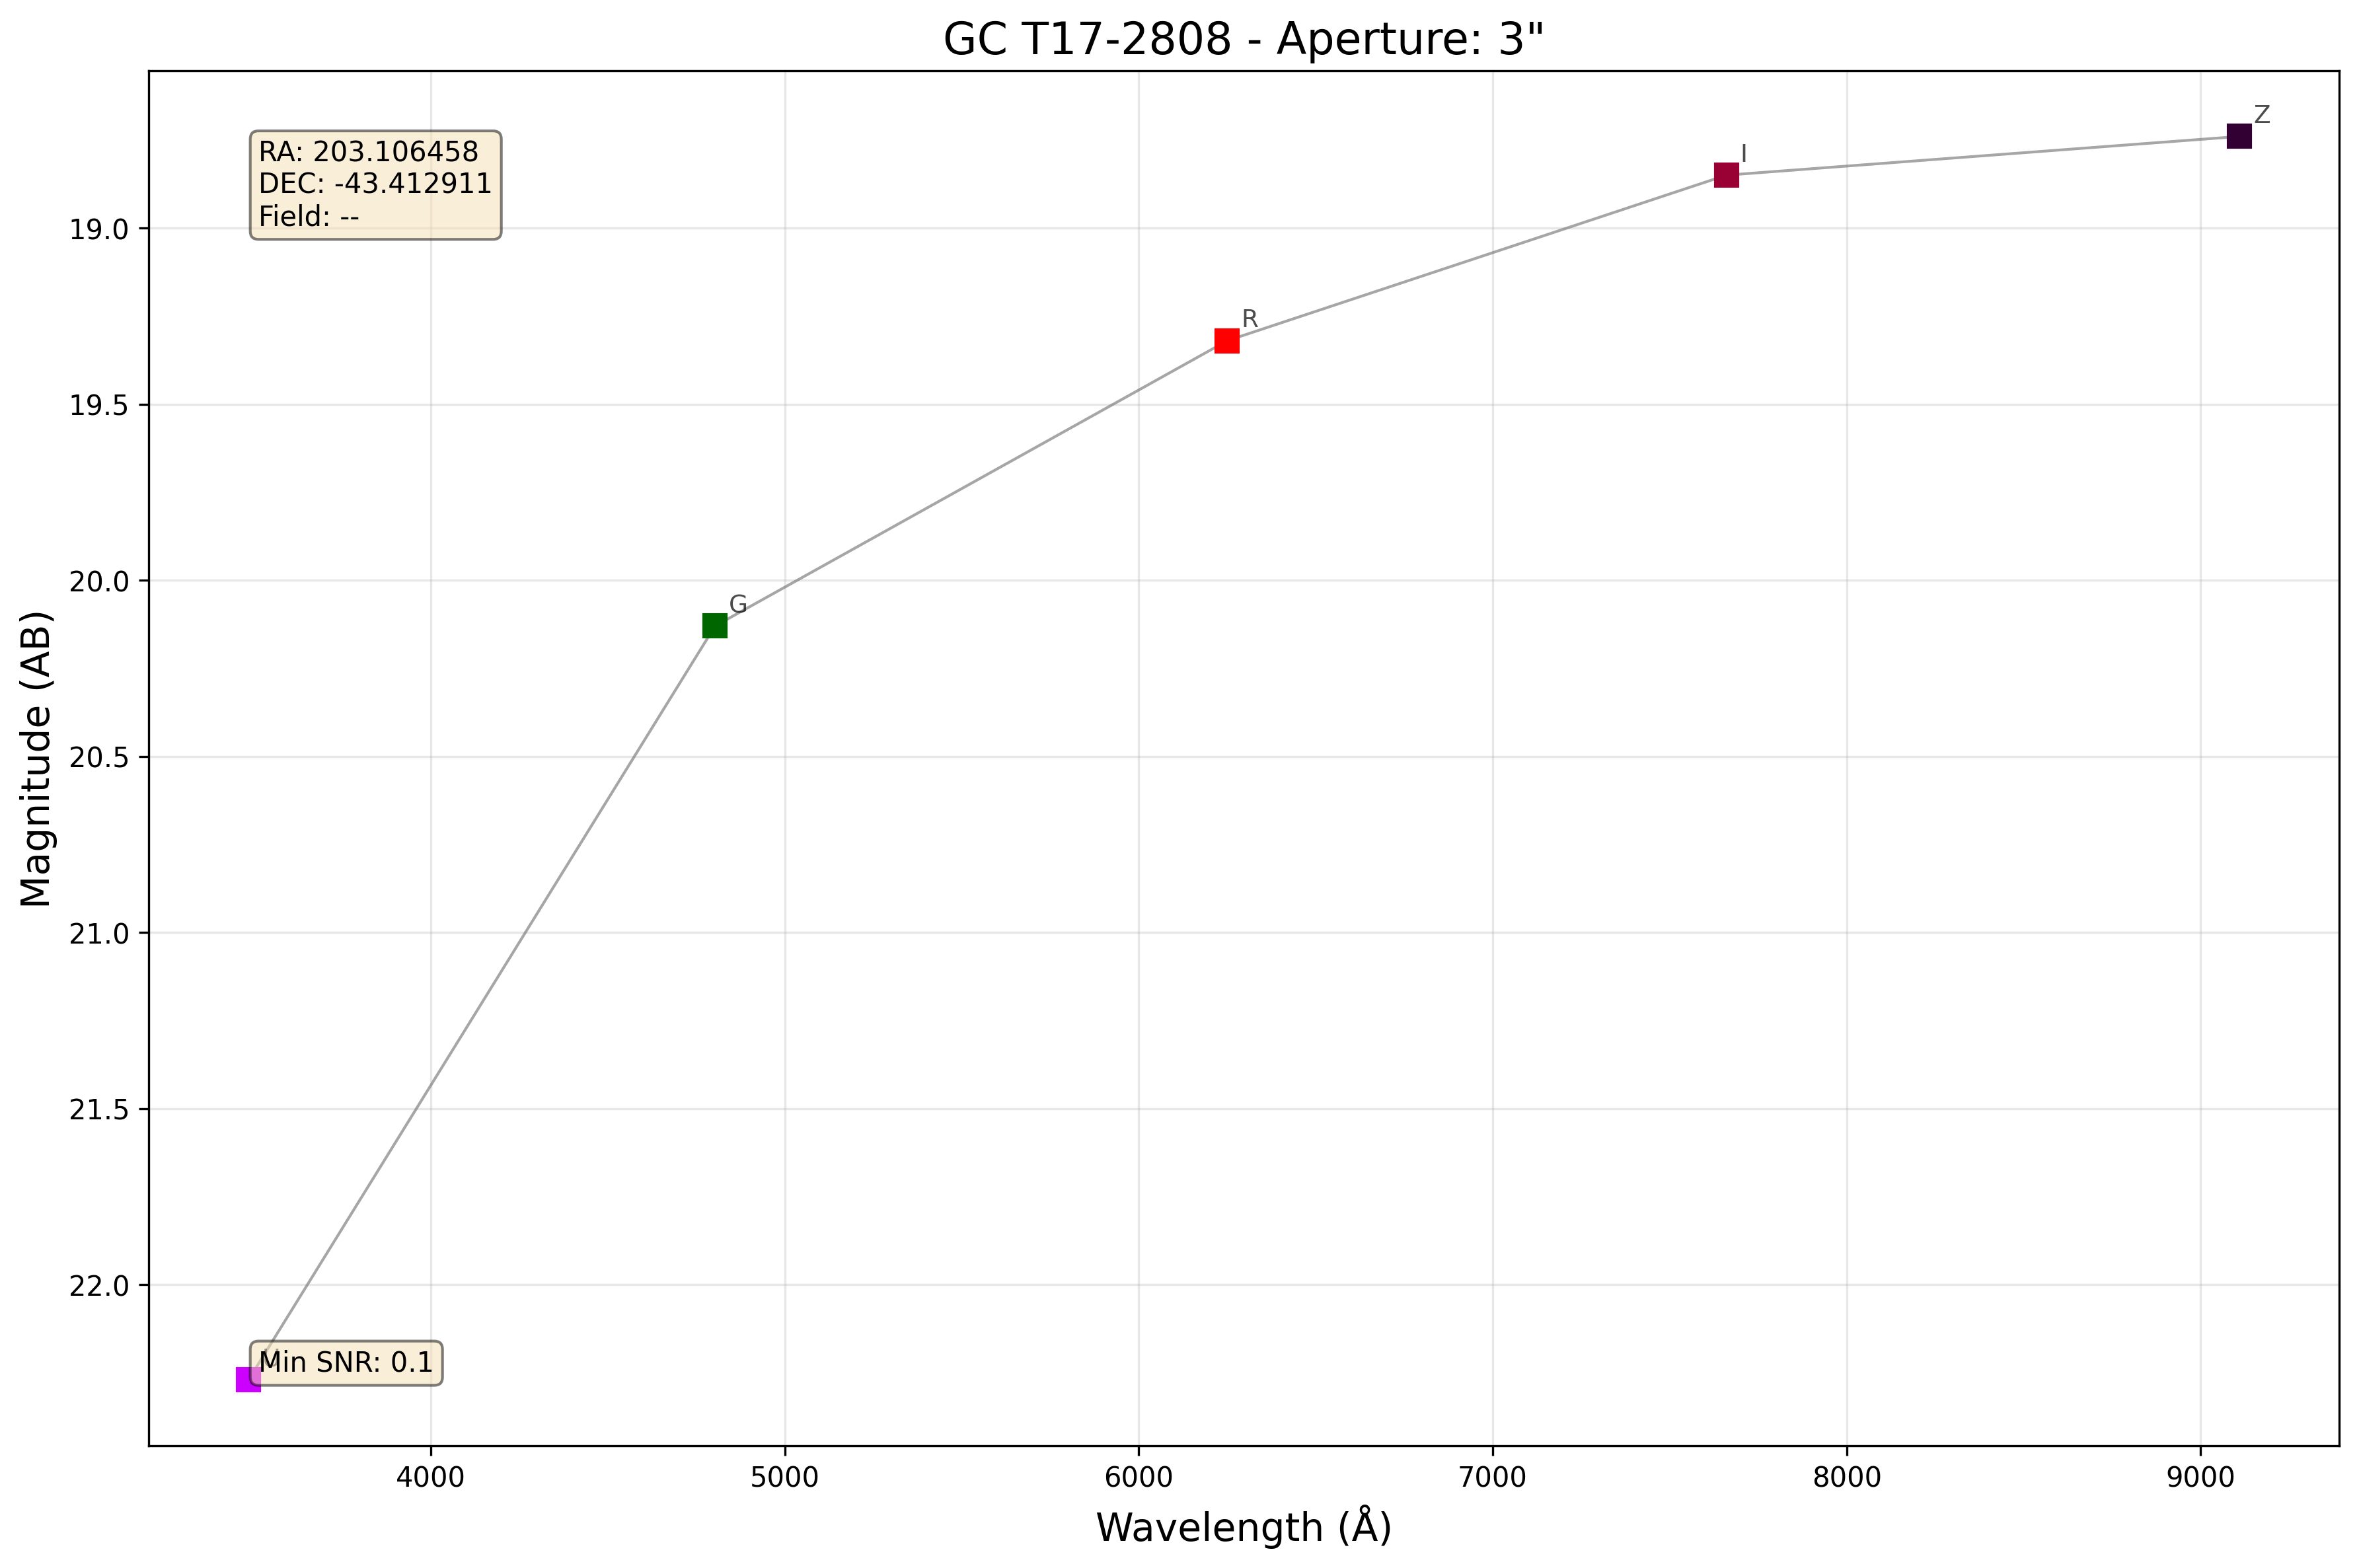 GC T17-2808 - Aperture: 3"
RA: 203.106458
DEC: -43.412911
Field: --
Z
I
R
G
Min SNR: 0.1
19.0
19.5
20.0
20.5
21.0
21.5
22.0
Magnitude (AB)
4000
5000
6000
7000
8000
9000
Wavelength (Å)